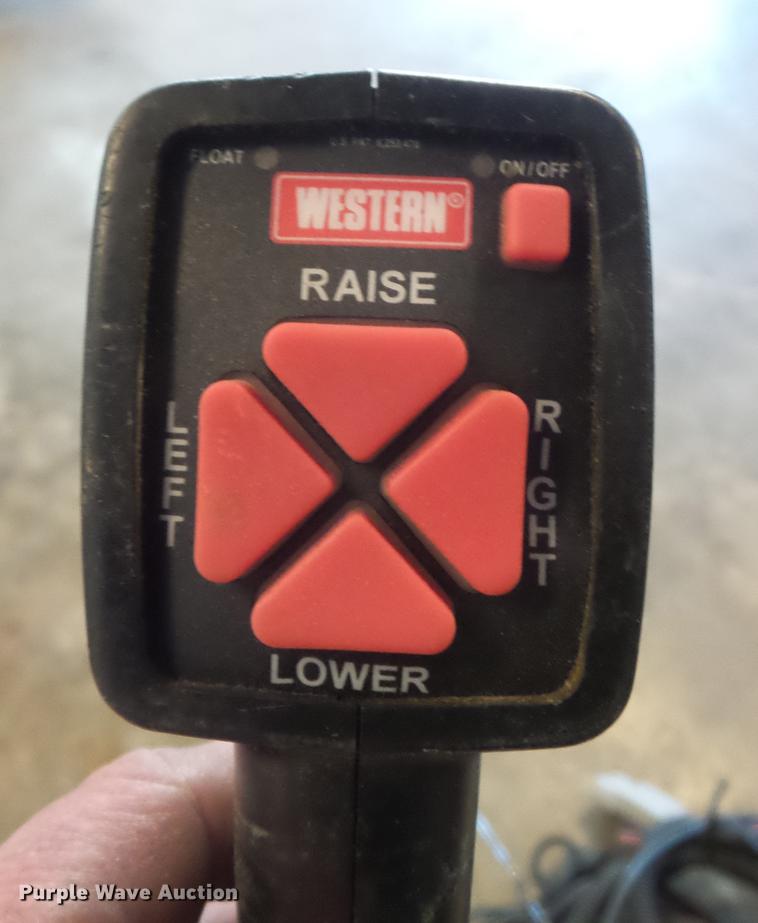 FLOAT
ON/OFF
WESTERN®
RAISE
LEFT
RIGHT
LOWER
Purple Wave Auction